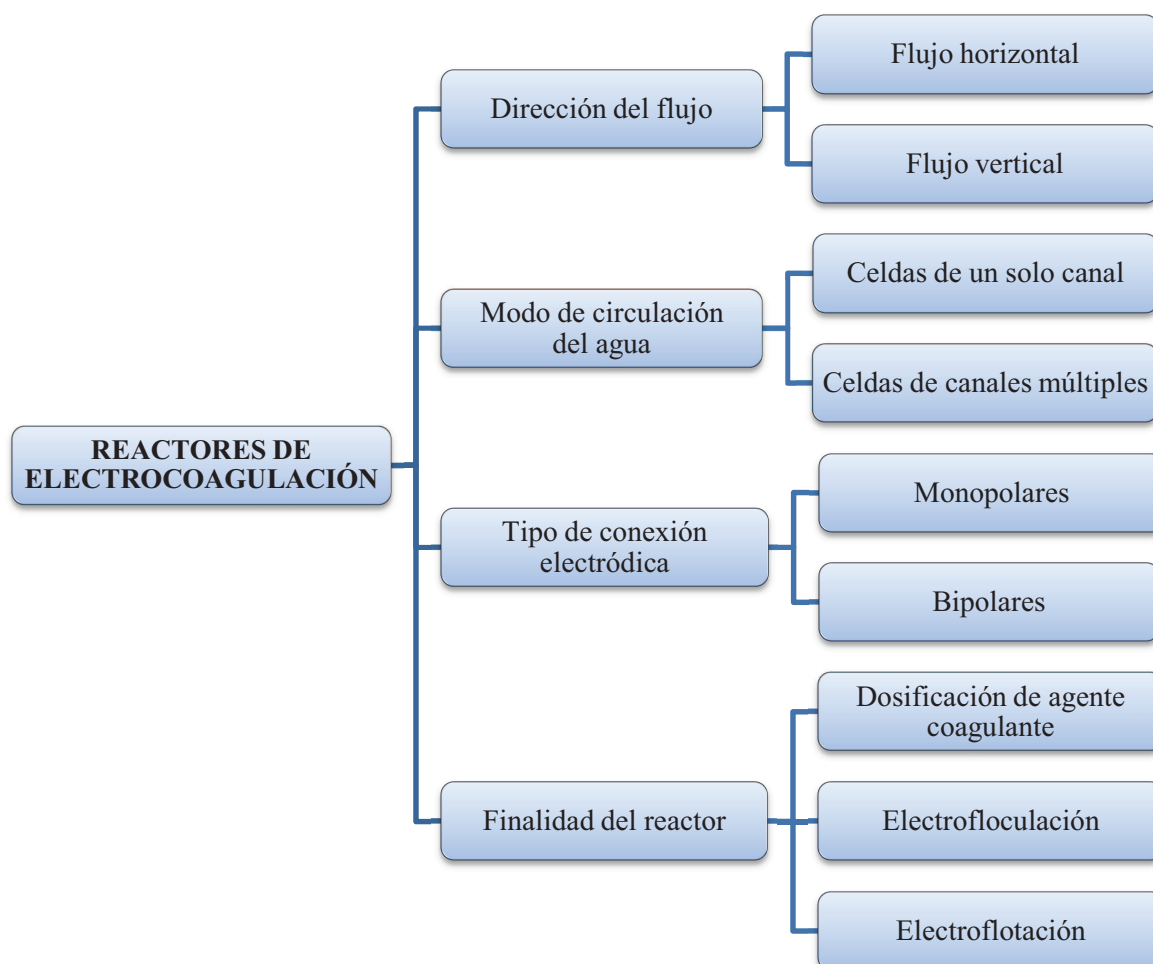 REACTORES DE
ELECTROCOAGULACIÓN
Dirección del flujo
Flujo horizontal
Flujo vertical
Modo de circulación
del agua
Celdas de un solo canal
Celdas de canales múltiples
Tipo de conexión
electródica
Monopolares
Bipolares
Finalidad del reactor
Dosificación de agente
coagulante
Electrofloculación
Electroflotación